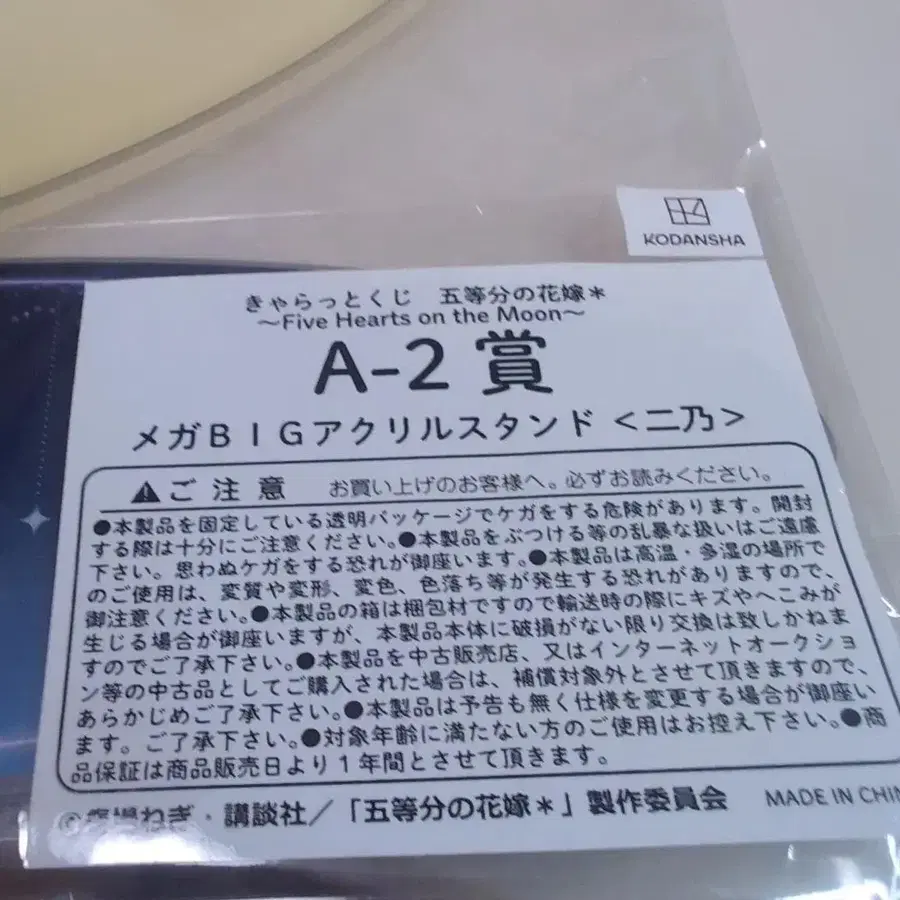 KODANSHA
きゃらっとくじ 五等分の花嫁＊
～Five Hearts on the Moon～
A-2 賞
メガＢＩＧアクリルスタンド＜二乃＞
ご注意 お買い上げのお客様へ。必ずお読みください。
●本製品を固定している透明パッケージでケガをする危険があります。開封
する際は十分にご注意ください。●本製品をぶつける等の乱暴な扱いはご遠慮
下さい。思わぬケガをする恐れが御座います。●本製品は高温・多湿の場所で
のご使用は、変質や変形、変色、色落ち等が発生する恐れがありますので、
御注意ください。●本製品の箱は梱包材ですので輸送時の際にキズやへこみが
生じる場合が御座いますが、本製品本体に破損がない限り交換は致しかねま
すのでご了承下さい。●本製品を中古販売店、又はインターネットオークショ
ン等の中古品としてご購入された場合は、補償対象外とさせて頂きますので、
あらかじめご了承下さい。●本製品は予告も無く仕様を変更する場合が御座い
ます。ご了承下さい。●対象年齢に満たない方のご使用はお控え下さい。●商
品保証は商品販売日より１年間とさせて頂きます。
©春場ねぎ・講談社／「五等分の花嫁＊」製作委員会 MADE IN CHIN